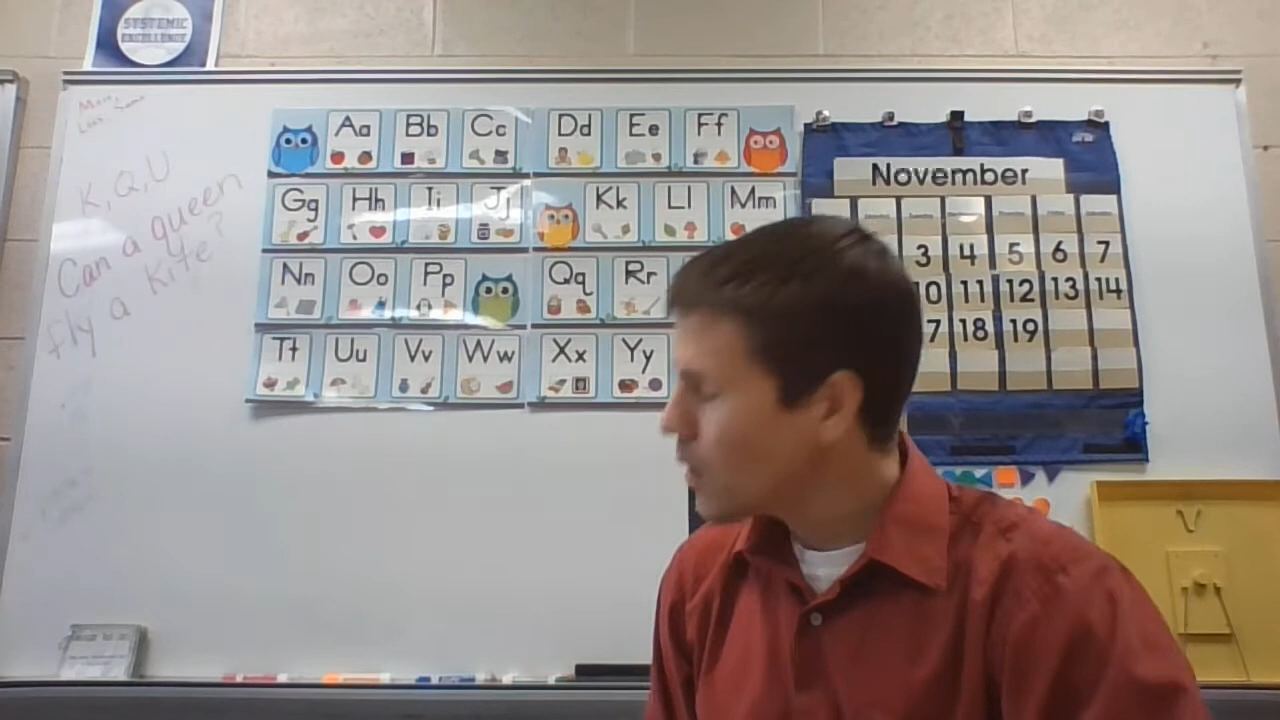 SYSTEMIC
K, Q, U
Can a queen
fly a kite?
Aa Bb Cc Dd Ee Ff
Gg Hh Ii Jj Kk Ll Mm
Nn Oo Pp Qq Rr
Tt Uu Vv Ww Xx Yy
November
3 4 5 6 7
11 12 13 14
18 19